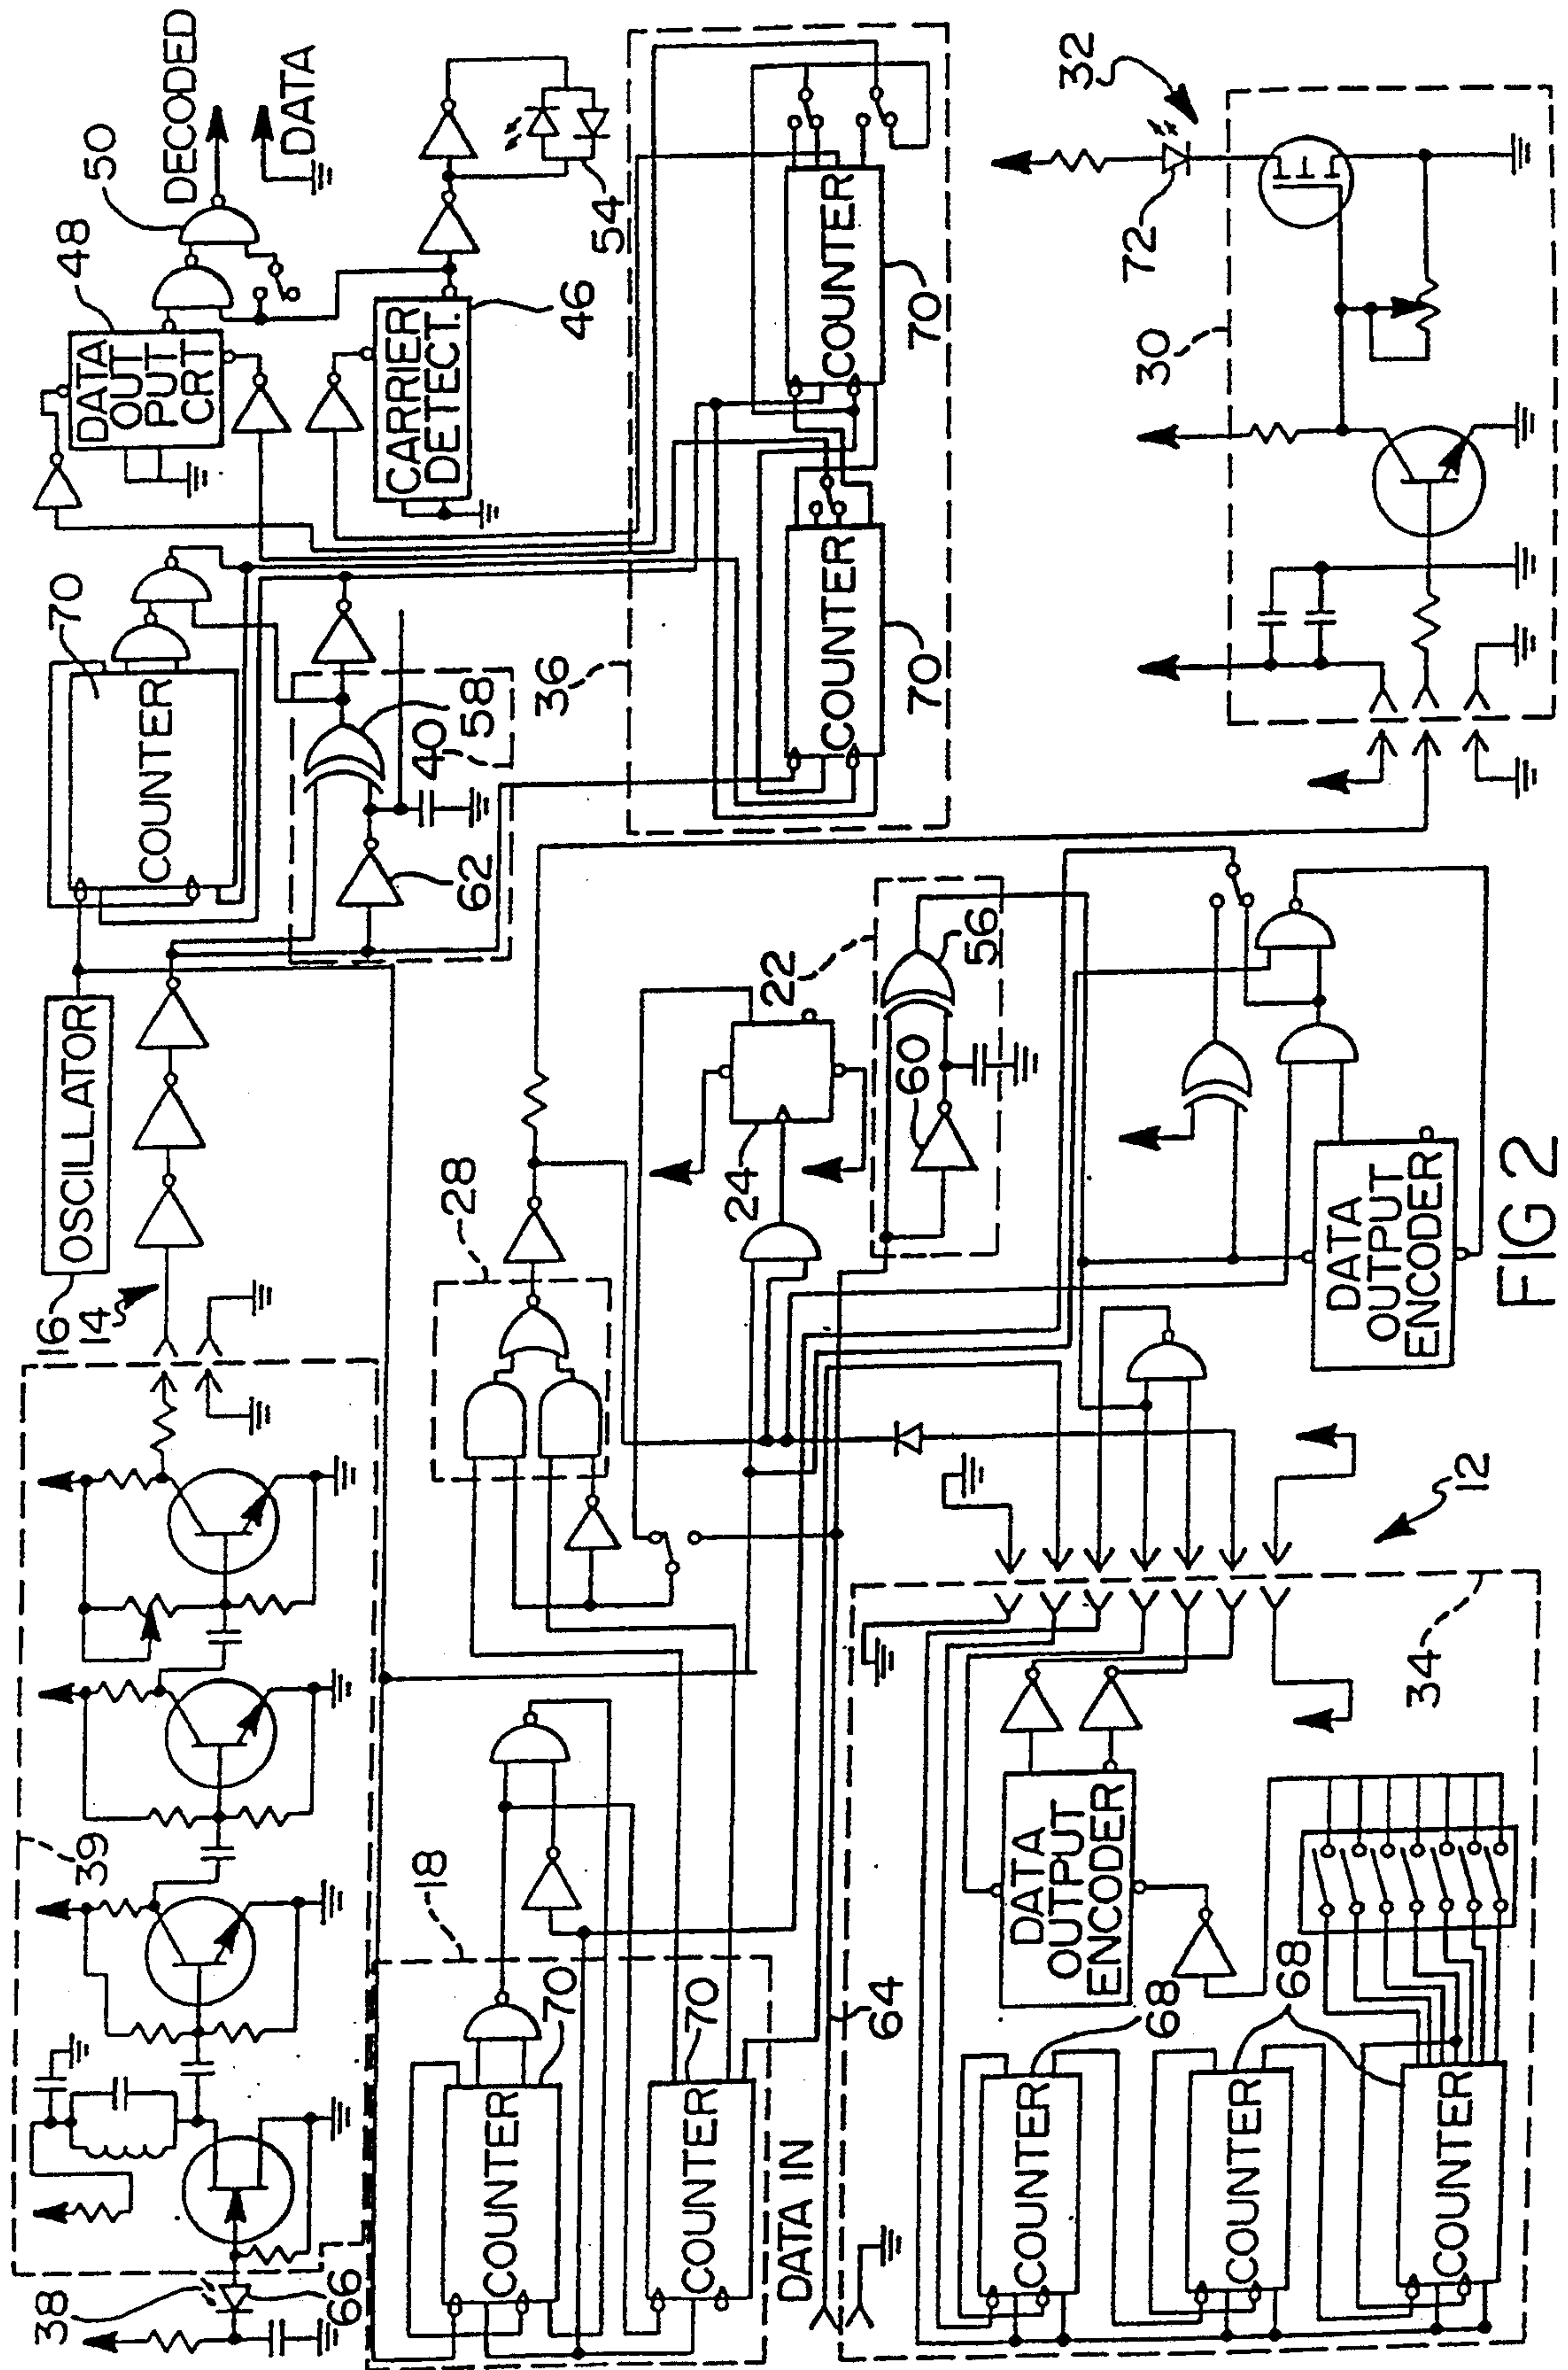 38
66
39
16
14
OSCILLATOR
COUNTER
70
62
40
58
DATA
OUT
PUT
CRT
48
50
DECODED
DATA
CARRIER
DETECT.
46
54
36
COUNTER
70
COUNTER
70
18
COUNTER
70
COUNTER
70
28
24
22
60
56
30
72
32
DATA IN
64
34
12
COUNTER
68
COUNTER
68
COUNTER
DATA
OUTPUT
ENCODER
DATA
OUTPUT
ENCODER
FIG 2